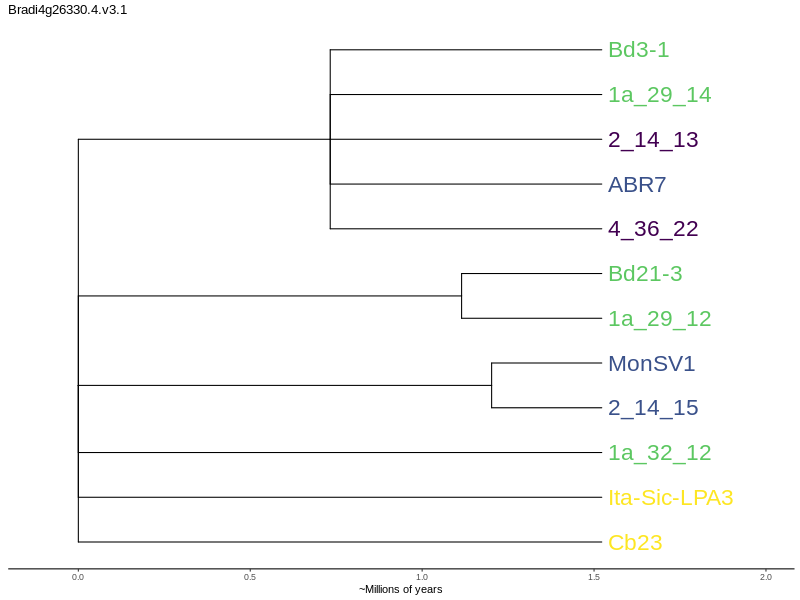 Bradi4g26330.4.v3.1
Bd3-1
1a_29_14
2_14_13
ABR7
4_36_22
Bd21-3
1a_29_12
MonSV1
2_14_15
1a_32_12
Ita-Sic-LPA3
Cb23
0.0 0.5 1.0 1.5 2.0
~Millions of years